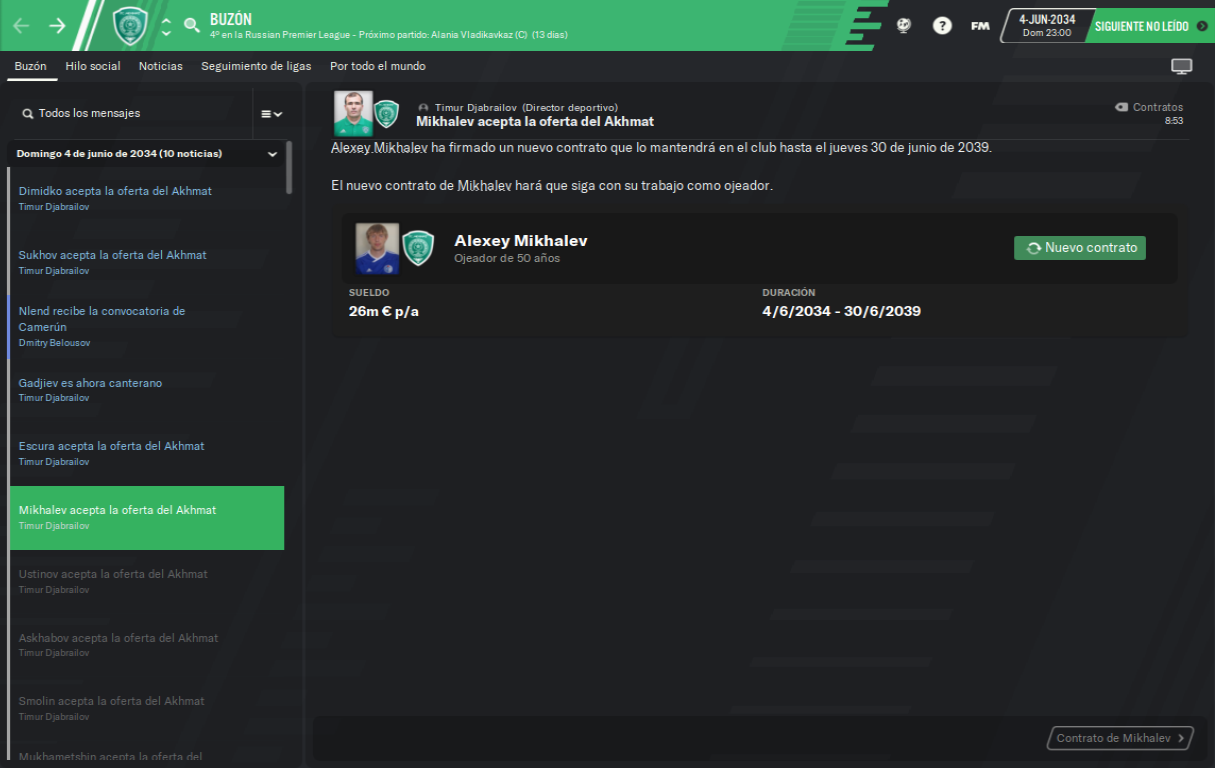 BUZÓN
4º en la Russian Premier League - Próximo partido: Alania Vladikavkaz (C) (13 días)
?
FM
4-JUN-2034
Dom 23:00
SIGUIENTE NO LEÍDO
Buzón
Hilo social
Noticias
Seguimiento de ligas
Por todo el mundo
Todos los mensajes
Domingo 4 de junio de 2034 (10 noticias)
Dimidko acepta la oferta del Akhmat
Timur Djabrailov
Sukhov acepta la oferta del Akhmat
Timur Djabrailov
Nlend recibe la convocatoria de
Camerún
Dmitry Belousov
Gadjiev es ahora canterano
Timur Djabrailov
Escura acepta la oferta del Akhmat
Timur Djabrailov
Mikhalev acepta la oferta del Akhmat
Timur Djabrailov
Ustinov acepta la oferta del Akhmat
Timur Djabrailov
Askhabov acepta la oferta del Akhmat
Timur Djabrailov
Smolin acepta la oferta del Akhmat
Timur Djabrailov
Mukhametshin acepta la oferta del
Timur Djabrailov (Director deportivo)
Mikhalev acepta la oferta del Akhmat
Contratos
8:53
Alexey Mikhalev ha firmado un nuevo contrato que lo mantendrá en el club hasta el jueves 30 de junio de 2039.
El nuevo contrato de Mikhalev hará que siga con su trabajo como ojeador.
Alexey Mikhalev
Ojeador de 50 años
Nuevo contrato
SUELDO
26m € p/a
DURACIÓN
4/6/2034 - 30/6/2039
Contrato de Mikhalev